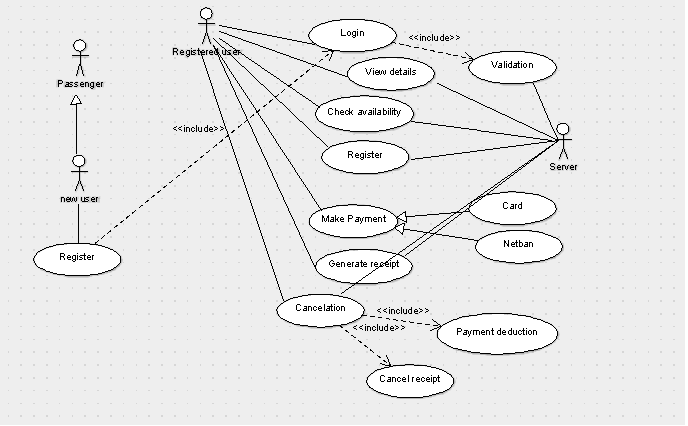 Login
<<include>>
Registered user
Passenger
Validation
View details
Check availability
<<include>>
Register
Server
new user
Card
Make Payment
Netban
Register
Generate receipt
Cancelation
<<include>>
<<include>>
Payment deduction
Cancel receipt